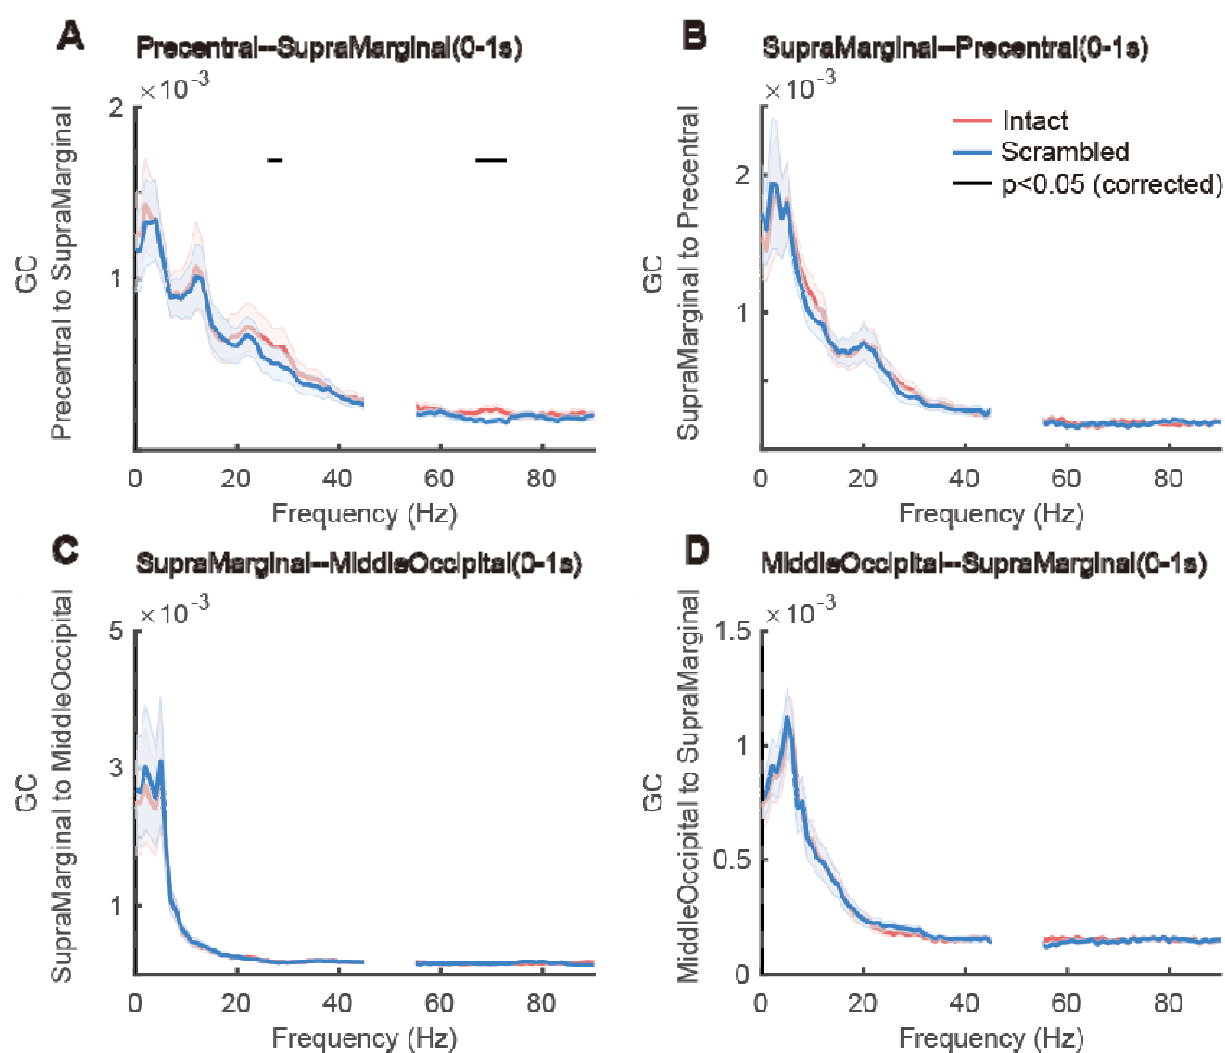 A
Precentral--SupraMarginal(0-1s)
×10-3
2
1
GC
Precentral to SupraMarginal
0 20 40 60 80
Frequency (Hz)
B
SupraMarginal--Precentral(0-1s)
×10-3
2
1
GC
SupraMarginal to Precentral
Intact
Scrambled
p<0.05 (corrected)
0 20 40 60 80
Frequency (Hz)
C
SupraMarginal--MiddleOccipital(0-1s)
×10-3
5
3
1
GC
SupraMarginal to MiddleOccipital
0 20 40 60 80
Frequency (Hz)
D
MiddleOccipital--SupraMarginal(0-1s)
×10-3
1.5
1
0.5
0
GC
MiddleOccipital to SupraMarginal
0 20 40 60 80
Frequency (Hz)